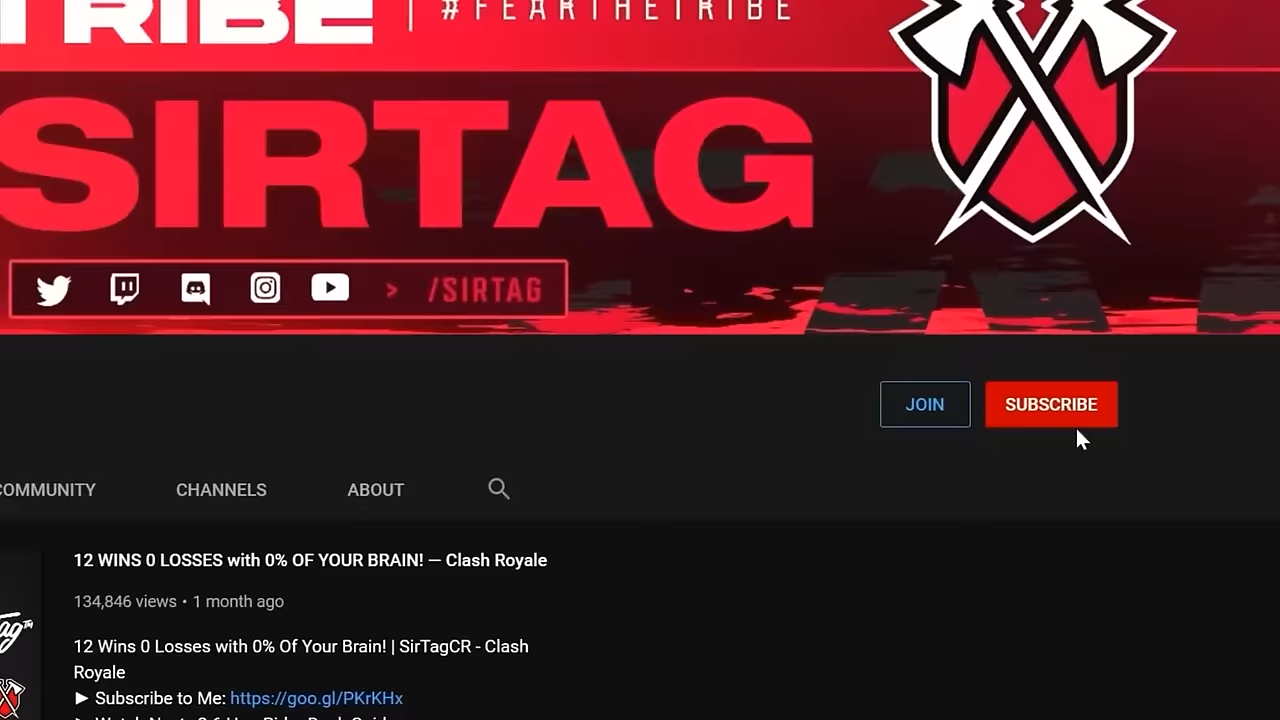 TRIBE | #FEARTHETRIBE
SIRTAG
> /SIRTAG
JOIN
SUBSCRIBE
COMMUNITY
CHANNELS
ABOUT
12 WINS 0 LOSSES with 0% OF YOUR BRAIN! — Clash Royale
134,846 views • 1 month ago
12 Wins 0 Losses with 0% Of Your Brain! | SirTagCR - Clash
Royale
► Subscribe to Me: https://goo.gl/PKrKHx